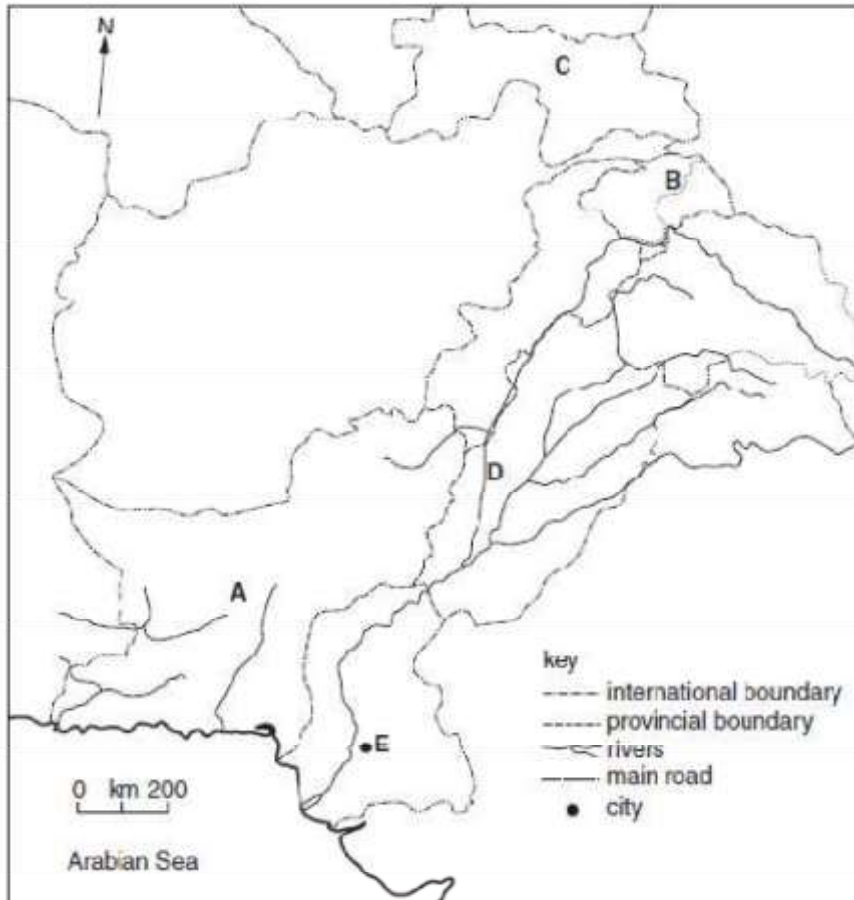 N
C
B
D
A
E
key
international boundary
provincial boundary
rivers
main road
city
0 km 200
Arabian Sea